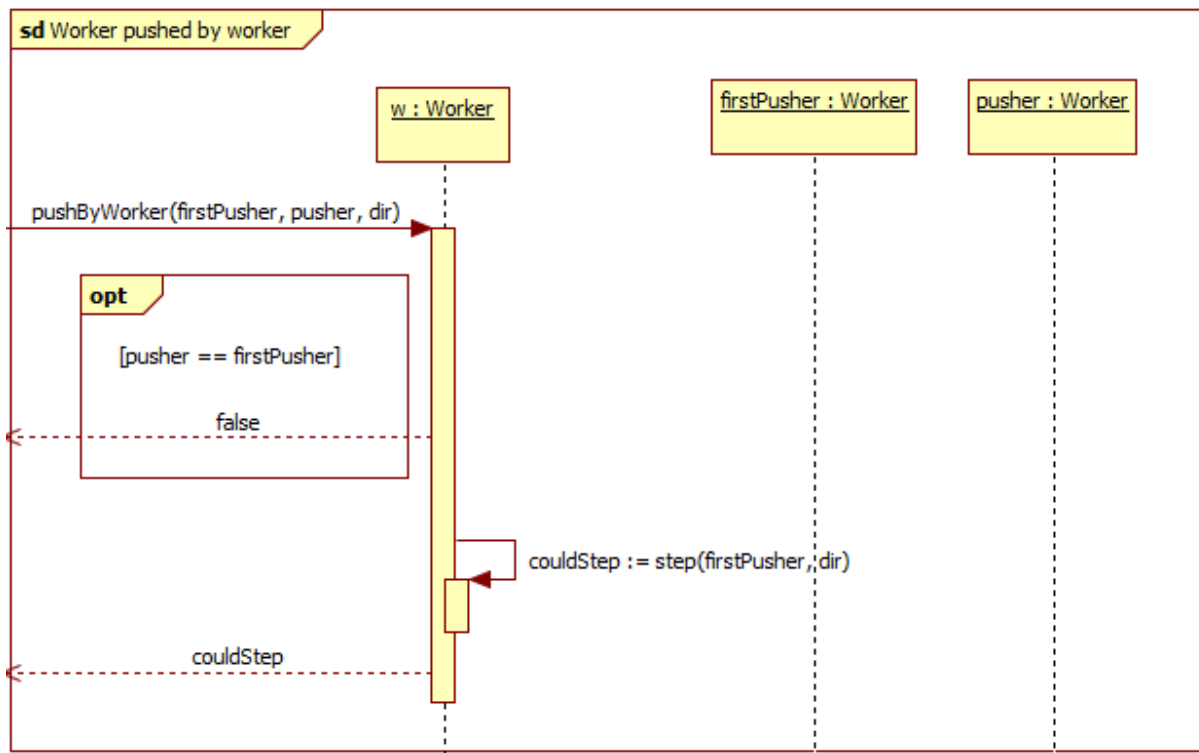 sd Worker pushed by worker
w : Worker
firstPusher : Worker
pusher : Worker
pushByWorker(firstPusher, pusher, dir)
opt
[pusher == firstPusher]
false
couldStep := step(firstPusher, dir)
couldStep